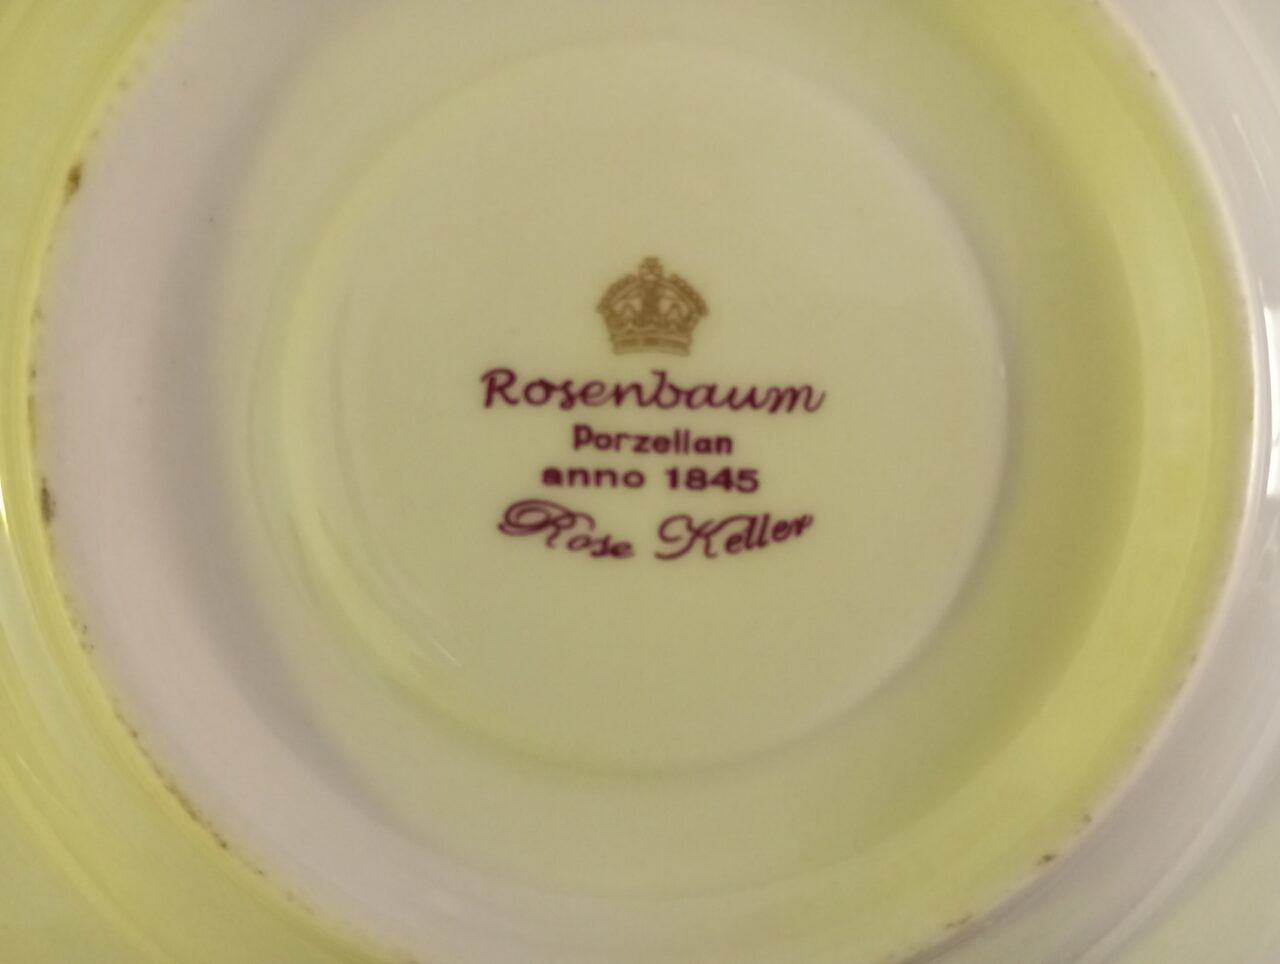 Rosenbaum
Porzellan
anno 1845
Rose Keller